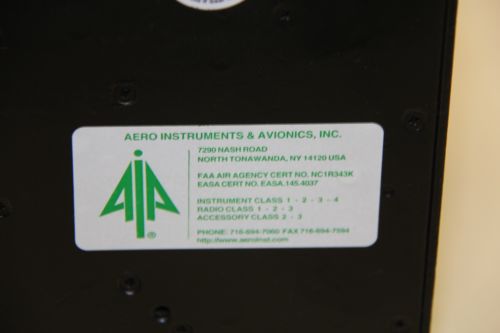 AERO INSTRUMENTS & AVIONICS, INC.
7290 NASH ROAD
NORTH TONAWANDA, NY 14120 USA
FAA AIR AGENCY CERT NO. NC1R343K
EASA CERT NO. EASA.145.4037
INSTRUMENT CLASS 1 - 2 - 3 - 4
RADIO CLASS 1 - 2 - 3
ACCESSORY CLASS 2 - 3
PHONE: 716-694-7060 FAX 716-694-7594
http://www.aeroinst.com
AIA ®